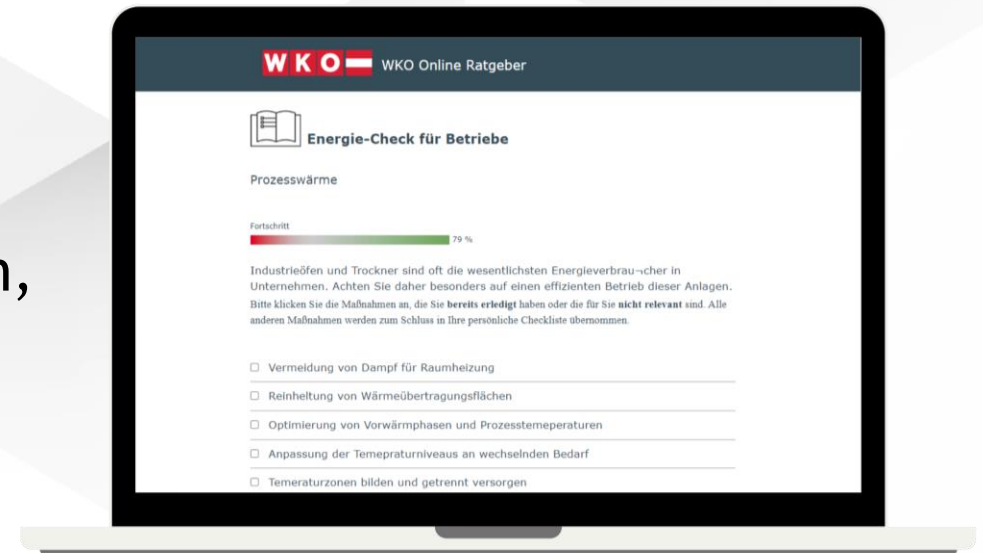 n,
WKO WKO Online Ratgeber
Energie-Check für Betriebe
Prozesswärme
Fortschritt
79 %
Industrieöfen und Trockner sind oft die wesentlichsten Energieverbrau¬cher in
Unternehmen. Achten Sie daher besonders auf einen effizienten Betrieb dieser Anlagen.
Bitte klicken Sie die Maßnahmen an, die Sie bereits erledigt haben oder die für Sie nicht relevant sind. Alle
anderen Maßnahmen werden zum Schluss in Ihre persönliche Checkliste übernommen.
Vermeidung von Dampf für Raumheizung
Reinheltung von Wärmeübertragungsflächen
Optimierung von Vorwärmphasen und Prozesstemeperaturen
Anpassung der Temepraturniveaus an wechselnden Bedarf
Temeraturzonen bilden und getrennt versorgen